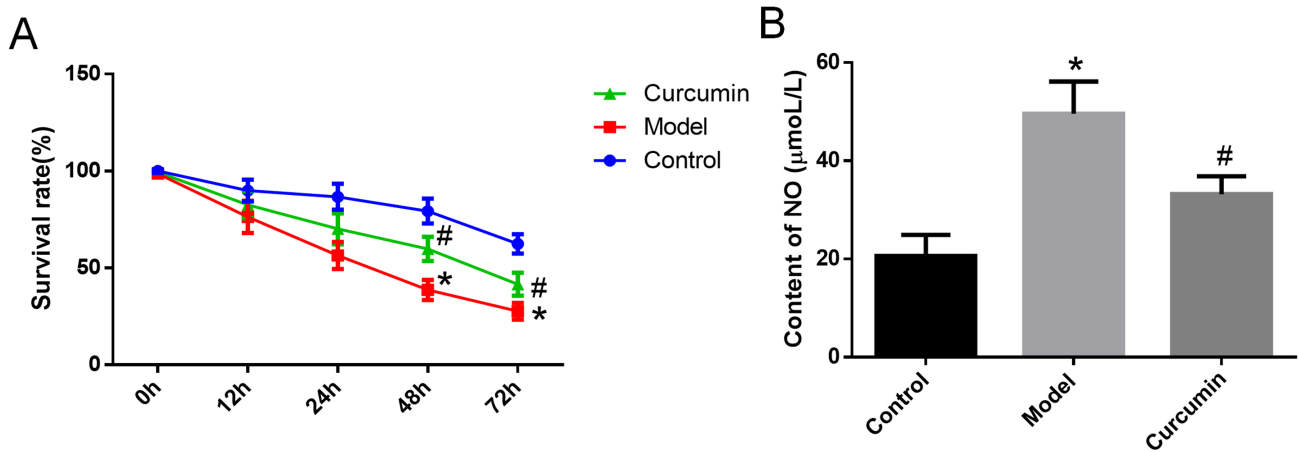 A
Survival rate(%)
150
100
50
0
0h
12h
24h
48h
72h
#
*
#
*
Curcumin
Model
Control
B
Content of NO (μmoL/L)
60
40
20
0
*
#
Control
Model
Curcumin